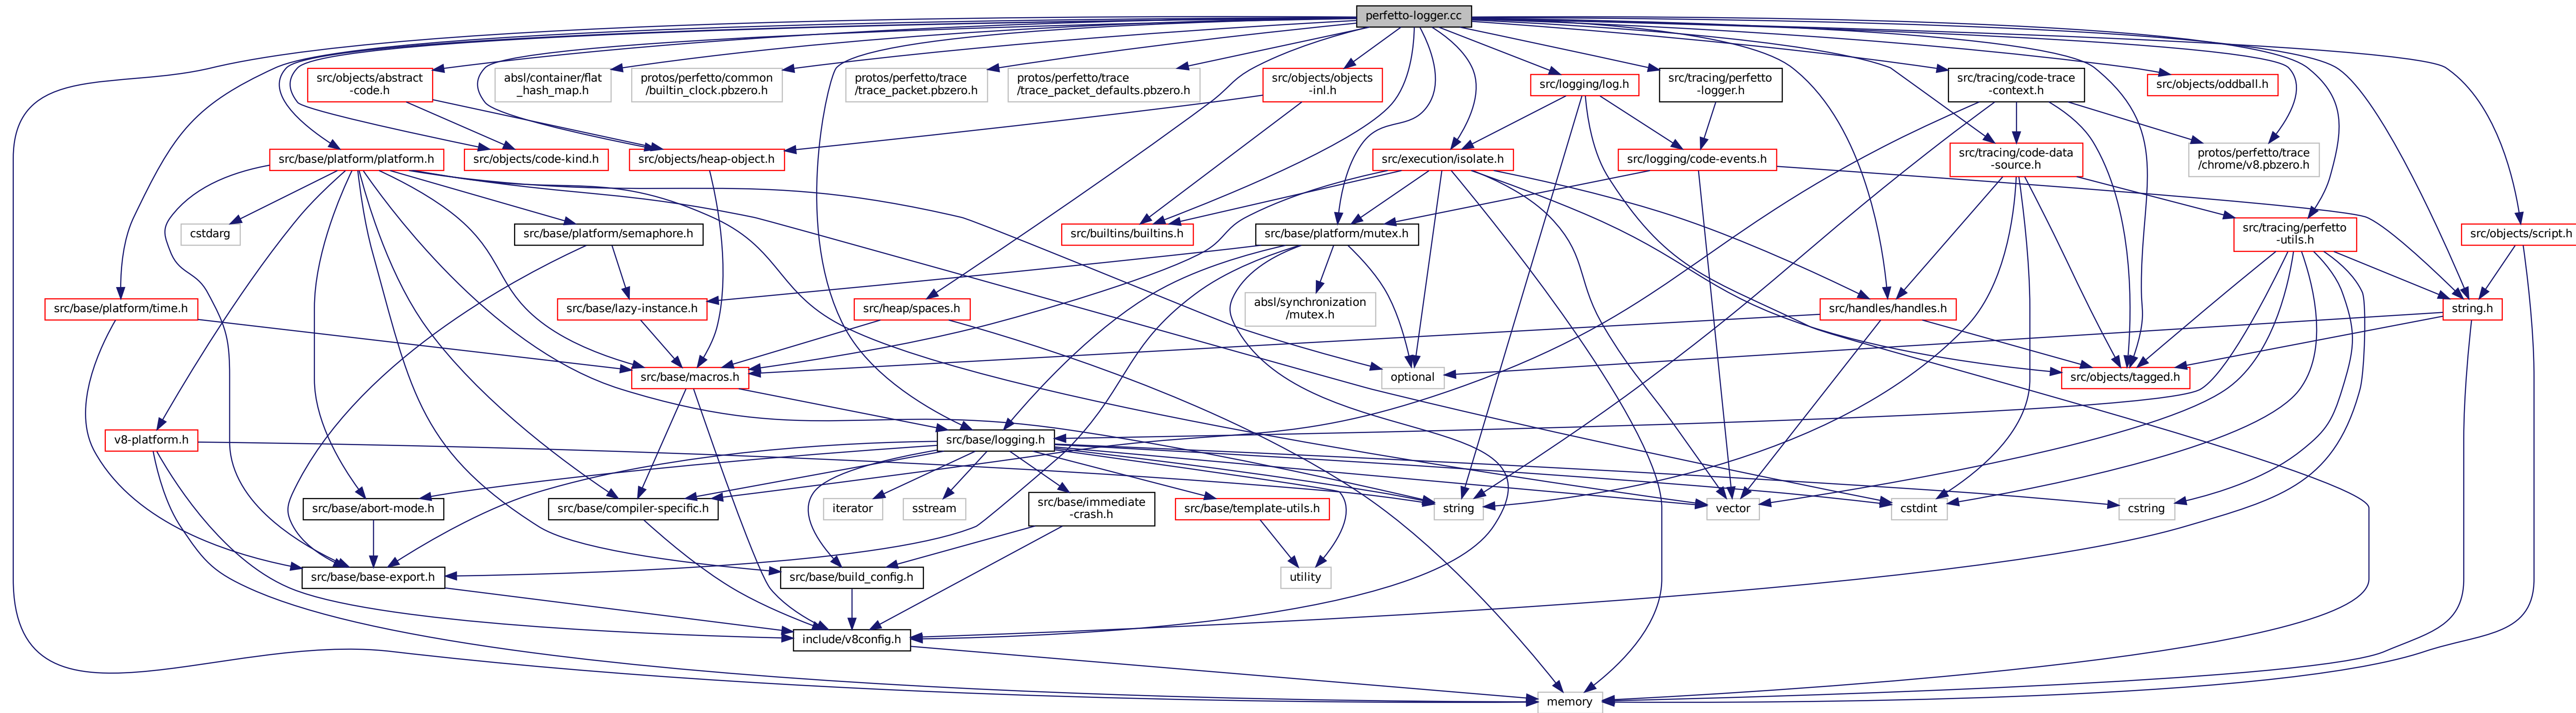 perfetto-logger.cc
src/objects/abstract
-code.h
absl/container/flat
_hash_map.h
protos/perfetto/common
/builtin_clock.pbzero.h
protos/perfetto/trace
/trace_packet.pbzero.h
protos/perfetto/trace
/trace_packet_defaults.pbzero.h
src/objects/objects
-inl.h
src/logging/log.h
src/tracing/perfetto
-logger.h
src/tracing/code-trace
-context.h
src/objects/oddball.h
src/base/platform/platform.h
src/objects/code-kind.h
src/objects/heap-object.h
src/execution/isolate.h
src/logging/code-events.h
src/tracing/code-data
-source.h
protos/perfetto/trace
/chrome/v8.pbzero.h
cstdarg
src/base/platform/semaphore.h
src/builtins/builtins.h
src/base/platform/mutex.h
src/tracing/perfetto
-utils.h
src/objects/script.h
src/base/platform/time.h
src/base/lazy-instance.h
src/heap/spaces.h
absl/synchronization
/mutex.h
src/handles/handles.h
string.h
src/base/macros.h
optional
src/objects/tagged.h
v8-platform.h
src/base/logging.h
src/base/abort-mode.h
src/base/compiler-specific.h
iterator
sstream
src/base/immediate
-crash.h
src/base/template-utils.h
string
vector
cstdint
cstring
src/base/base-export.h
src/base/build_config.h
utility
include/v8config.h
memory